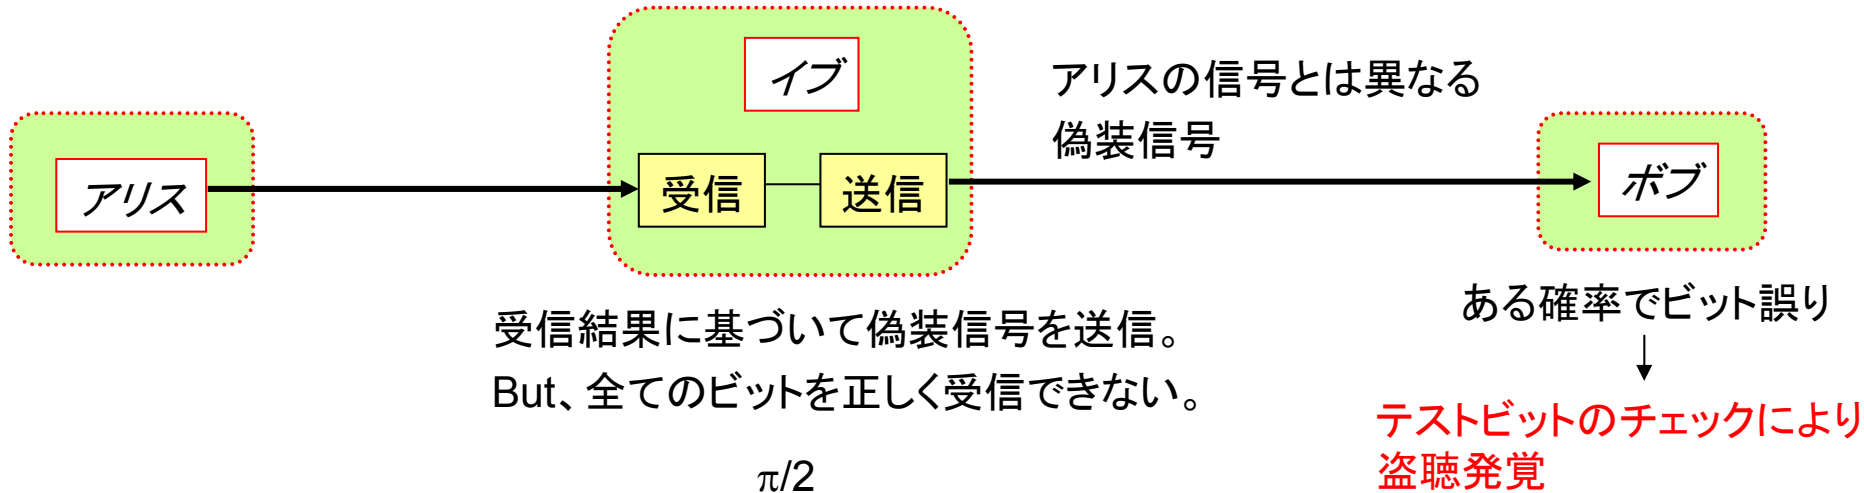 イブ
アリスの信号とは異なる
偽装信号
アリス
受信
送信
ボブ
ある確率でビット誤り
受信結果に基づいて偽装信号を送信。
But、全てのビットを正しく受信できない。
テストビットのチェックにより
盗聴発覚
π/2